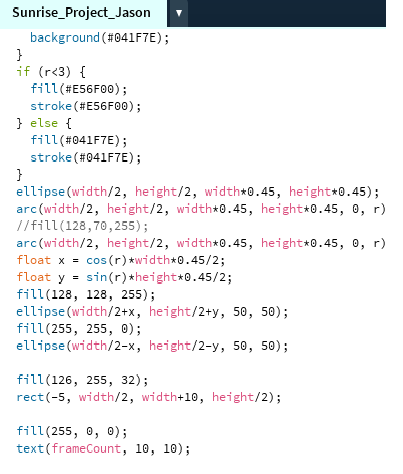 Sunrise_Project_Jason ▼
background(#041F7E);
}
if (r<3) {
fill(#E56F00);
stroke(#E56F00);
} else {
fill(#041F7E);
stroke(#041F7E);
}
ellipse(width/2, height/2, width*0.45, height*0.45);
arc(width/2, height/2, width*0.45, height*0.45, 0, r)
//fill(128,70,255);
arc(width/2, height/2, width*0.45, height*0.45, 0, r)
float x = cos(r)*width*0.45/2;
float y = sin(r)*height*0.45/2;
fill(128, 128, 255);
ellipse(width/2+x, height/2+y, 50, 50);
fill(255, 255, 0);
ellipse(width/2-x, height/2-y, 50, 50);
fill(126, 255, 32);
rect(-5, width/2, width+10, height/2);
fill(255, 0, 0);
text(frameCount, 10, 10);